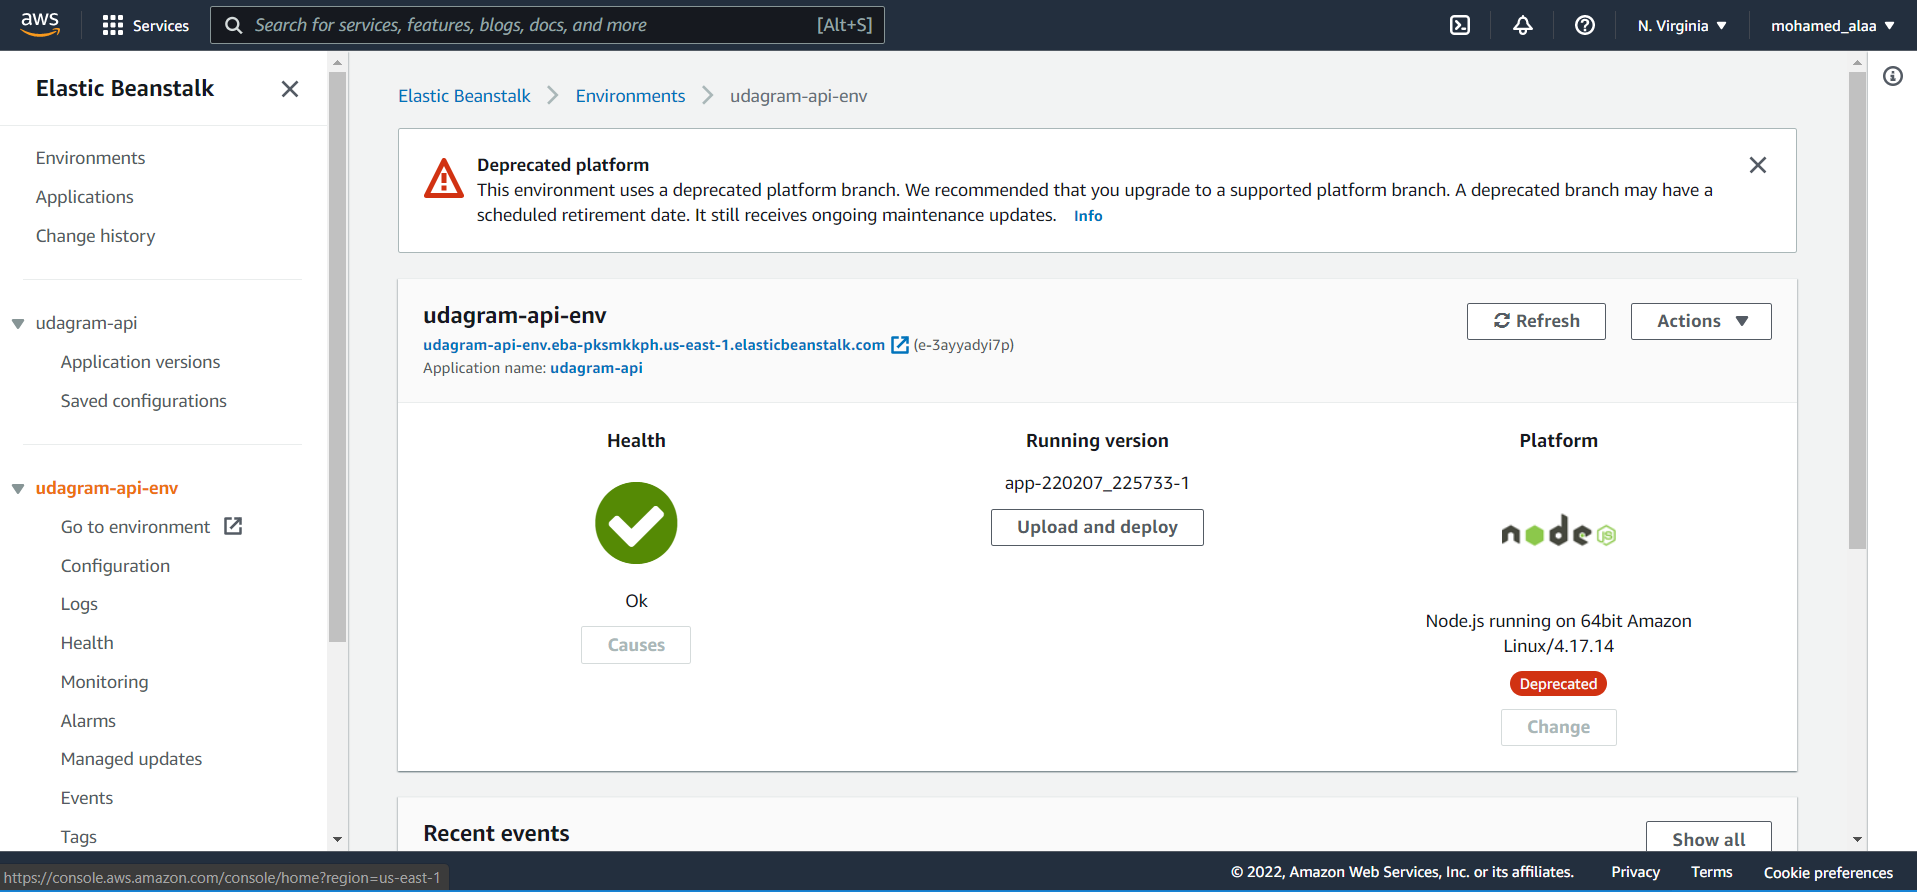 aws
Services
Search for services, features, blogs, docs, and more
[Alt+S]
N. Virginia
mohamed_alaa
Elastic Beanstalk
Environments
Applications
Change history
udagram-api
Application versions
Saved configurations
udagram-api-env
Go to environment
Configuration
Logs
Health
Monitoring
Alarms
Managed updates
Events
Tags
Elastic Beanstalk
Environments
udagram-api-env
Deprecated platform
This environment uses a deprecated platform branch. We recommended that you upgrade to a supported platform branch. A deprecated branch may have a
scheduled retirement date. It still receives ongoing maintenance updates. Info
udagram-api-env
udagram-api-env.eba-pksmkkph.us-east-1.elasticbeanstalk.com (e-3ayyadyi7p)
Application name: udagram-api
Refresh
Actions
Health
Ok
Causes
Running version
app-220207_225733-1
Upload and deploy
Platform
node JS
Node.js running on 64bit Amazon
Linux/4.17.14
Deprecated
Change
Recent events
Show all
https://console.aws.amazon.com/console/home?region=us-east-1
© 2022, Amazon Web Services, Inc. or its affiliates.
Privacy
Terms
Cookie preferences